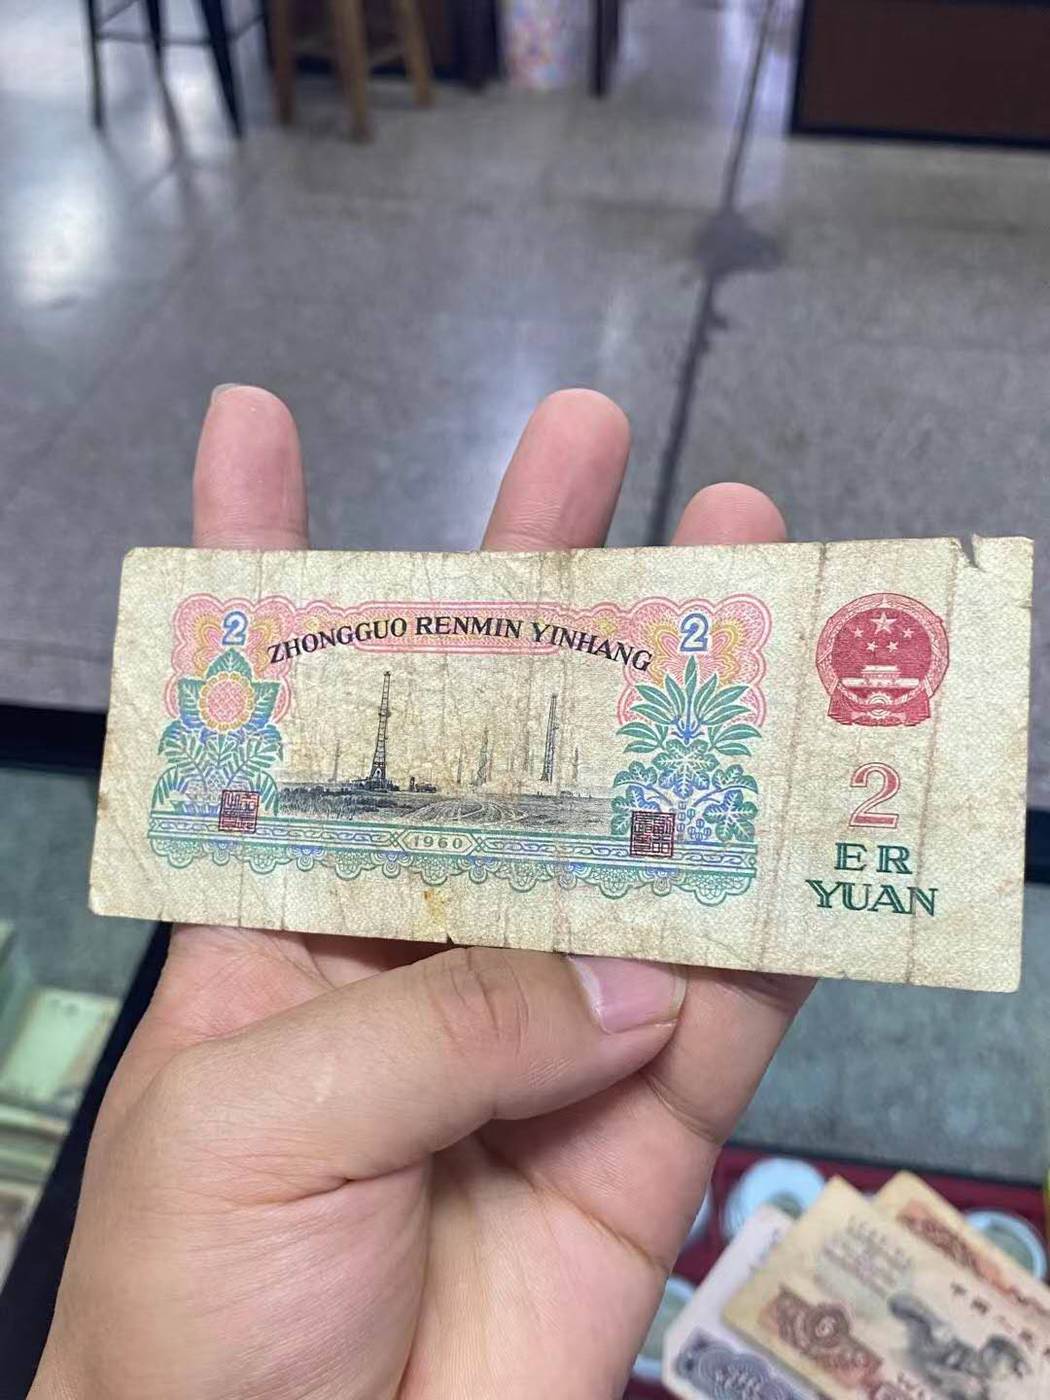 2
ZHONGGUO RENMIN YINHANG
2
1960
2
ER
YUAN